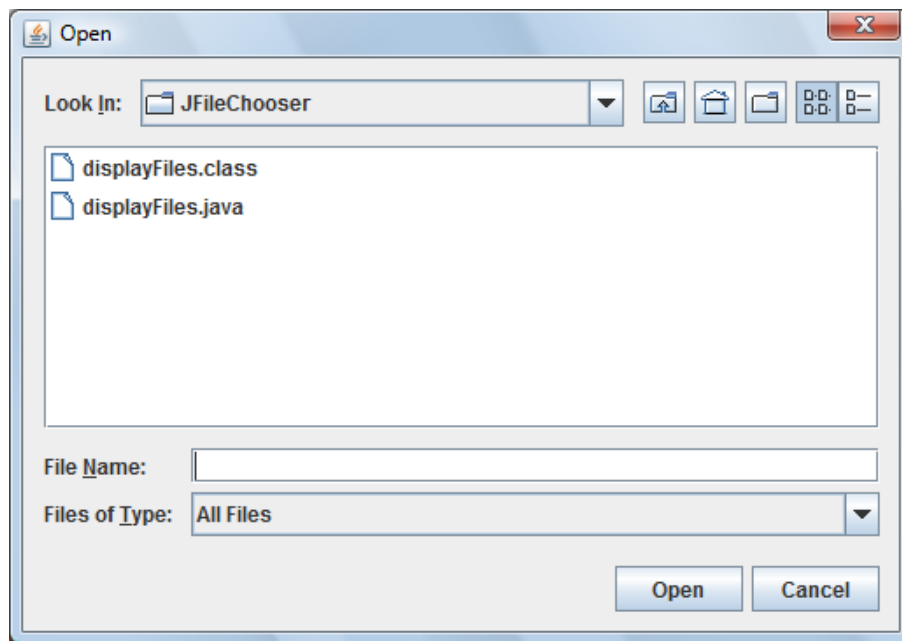 Open
Look In: JFileChooser
displayFiles.class
displayFiles.java
File Name:
Files of Type: All Files
Open Cancel